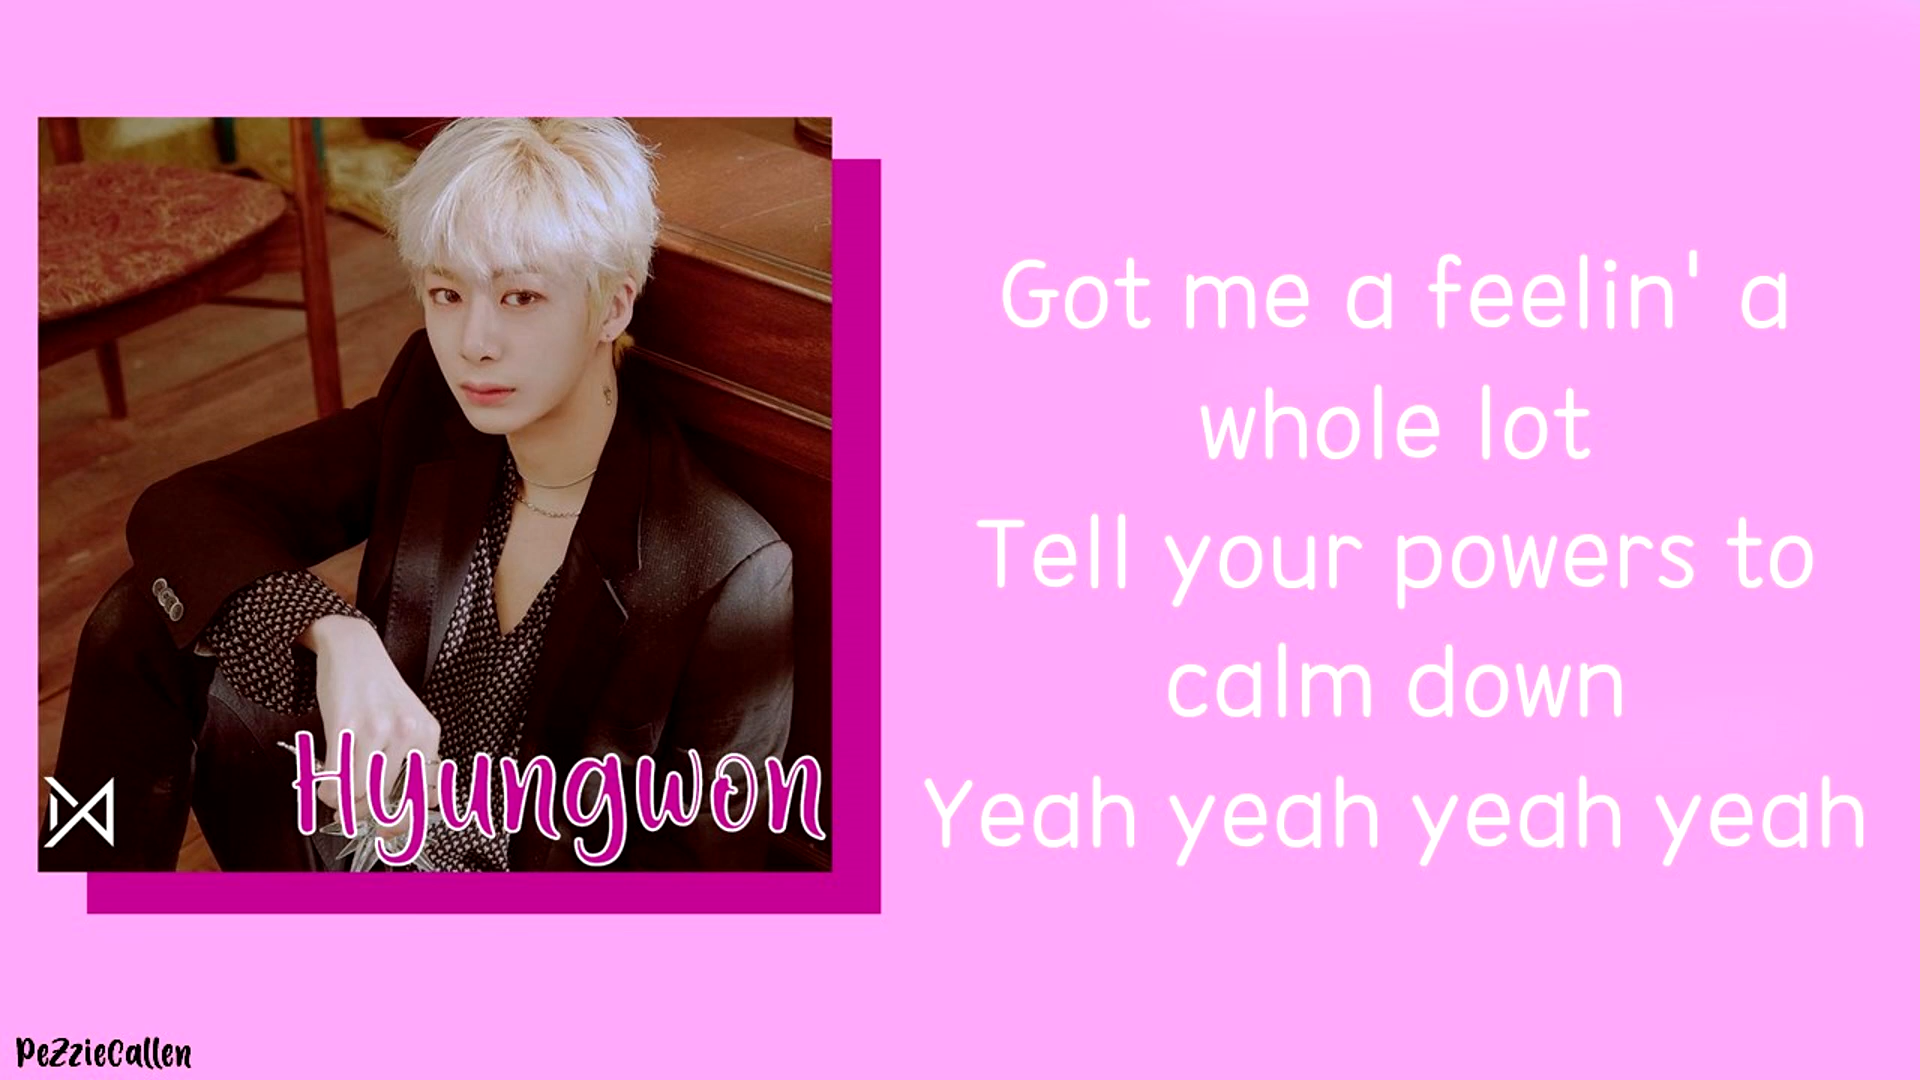 Got me a feelin' a
whole lot
Tell your powers to
calm down
Yeah yeah yeah yeah
Hyungwon
PeZzieCallen